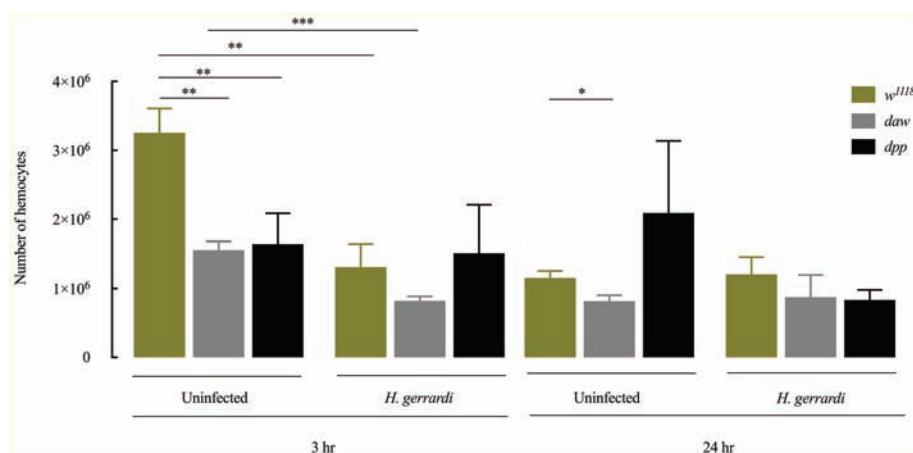 ***
**
**
**
*
4×10⁶
3×10⁶
2×10⁶
1×10⁶
0
Number of hemocytes
w¹¹¹⁸
daw
dpp
Uninfected
H. gerrardi
Uninfected
H. gerrardi
3 hr
24 hr